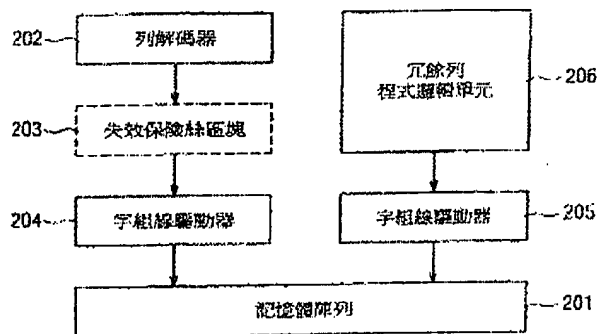 202
列解碼器
203
失效保險絲區塊
204
字組線驅動器
冗餘列
程式邏輯單元
206
字組線驅動器
205
記憶體陣列
201